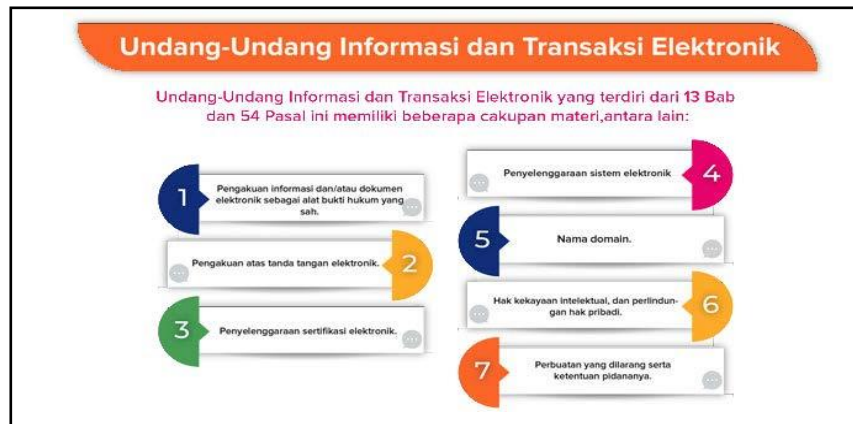 Undang-Undang Informasi dan Transaksi Elektronik
Undang-Undang Informasi dan Transaksi Elektronik yang terdiri dari 13 Bab
dan 54 Pasal ini memiliki beberapa cakupan materi,antara lain:
1
Pengakuan informasi dan/atau dokumen
elektronik sebagai alat bukti hukum yang
sah.
Pengakuan atas tanda tangan elektronik.
2
3
Penyelenggaraan sertifikasi elektronik.
Penyelenggaraan sistem elektronik
4
5
Nama domain.
Hak kekayaan intelektual, dan perlindun-
gan hak pribadi.
6
7
Perbuatan yang dilarang serta
ketentuan pidananya.